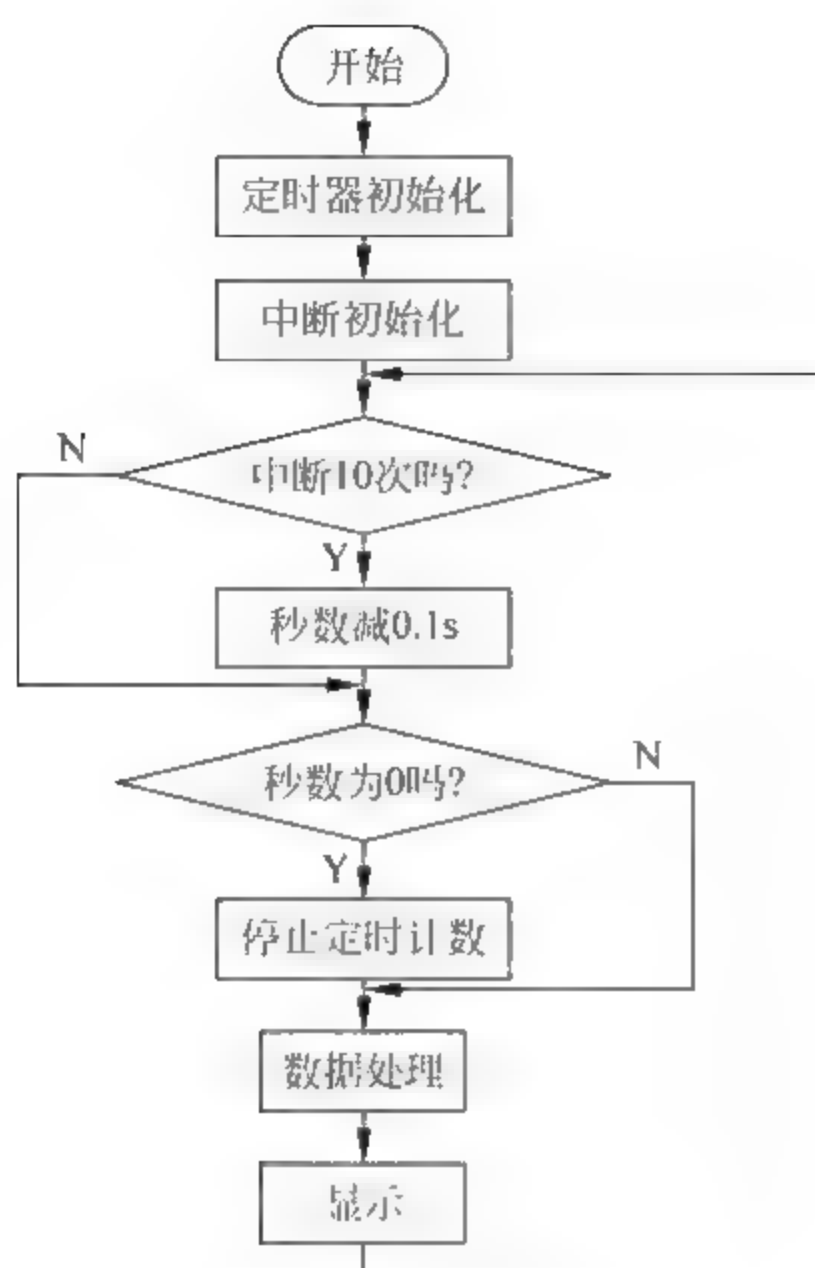 开始
定时器初始化
中断初始化
N
中断10次吗?
Y
秒数减0.1s
N
秒数为0吗?
Y
停止定时计数
数据处理
显示